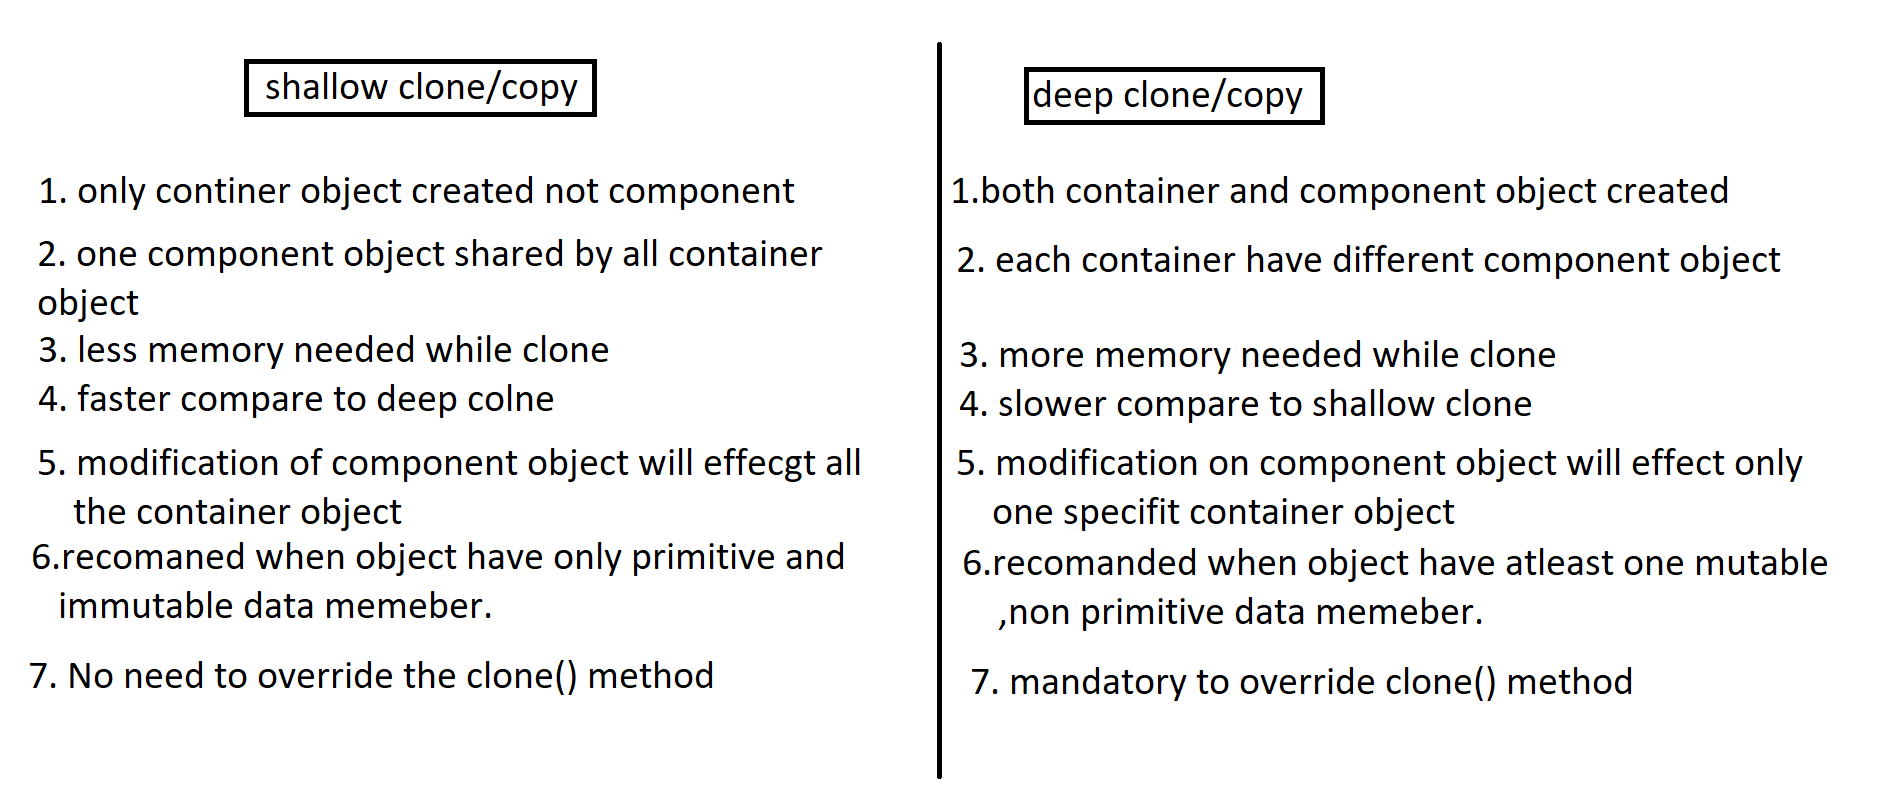 shallow clone/copy
1. only continer object created not component
2. one component object shared by all container
object
3. less memory needed while clone
4. faster compare to deep colne
5. modification of component object will effecgt all
the container object
6.recomaned when object have only primitive and
immutable data memeber.
7. No need to override the clone() method
deep clone/copy
1.both container and component object created
2. each container have different component object
3. more memory needed while clone
4. slower compare to shallow clone
5. modification on component object will effect only
one specifit container object
6.recomanded when object have atleast one mutable
,non primitive data memeber.
7. mandatory to override clone() method